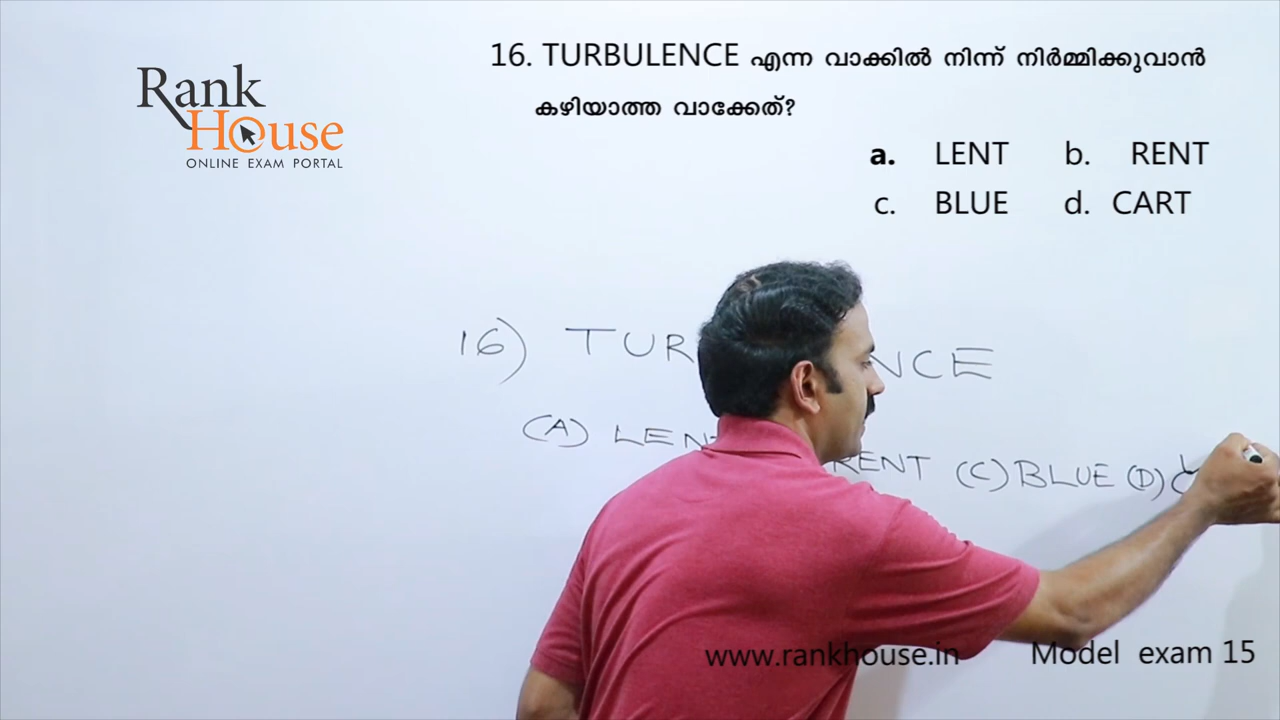 Rank
House
ONLINE EXAM PORTAL
16. TURBULENCE എന്ന വാക്കിൽ നിന്ന് നിർമ്മിക്കുവാൻ
കഴിയാത്ത വാക്കേത്?
a. LENT b. RENT
c. BLUE d. CART
16) TUR NCE
(A) LEN RENT (C) BLUE (D)
www.rankhouse.in Model exam 15